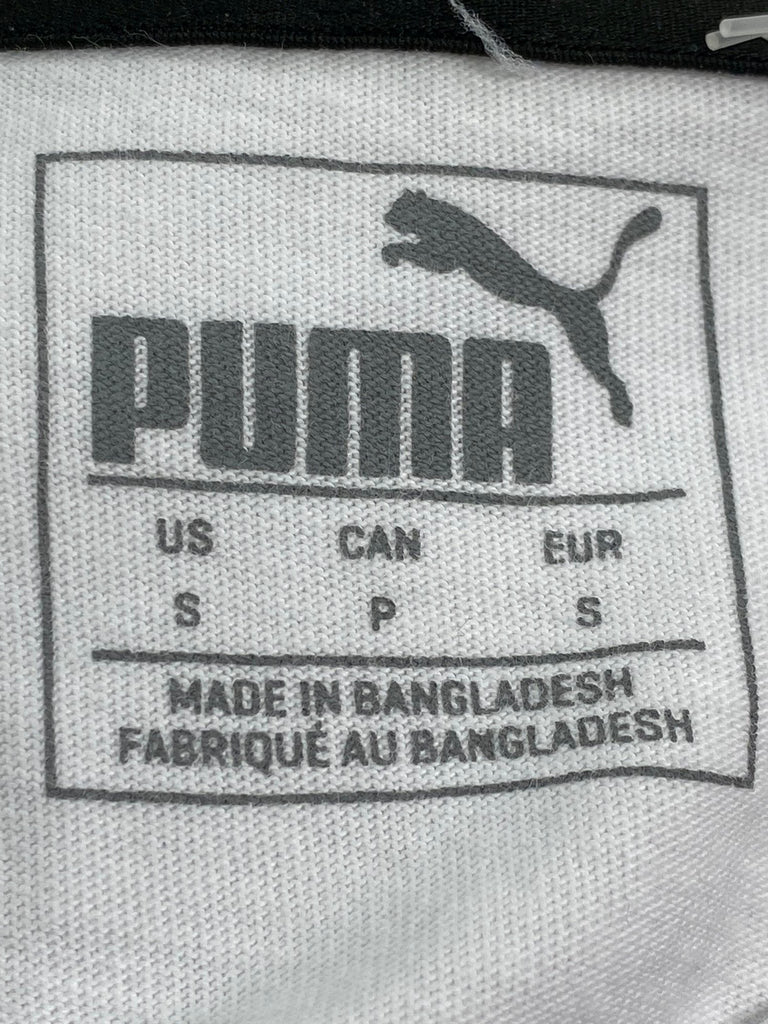 PUMA
US CAN EUR
S P S
MADE IN BANGLADESH
FABRIQUÉ AU BANGLADESH